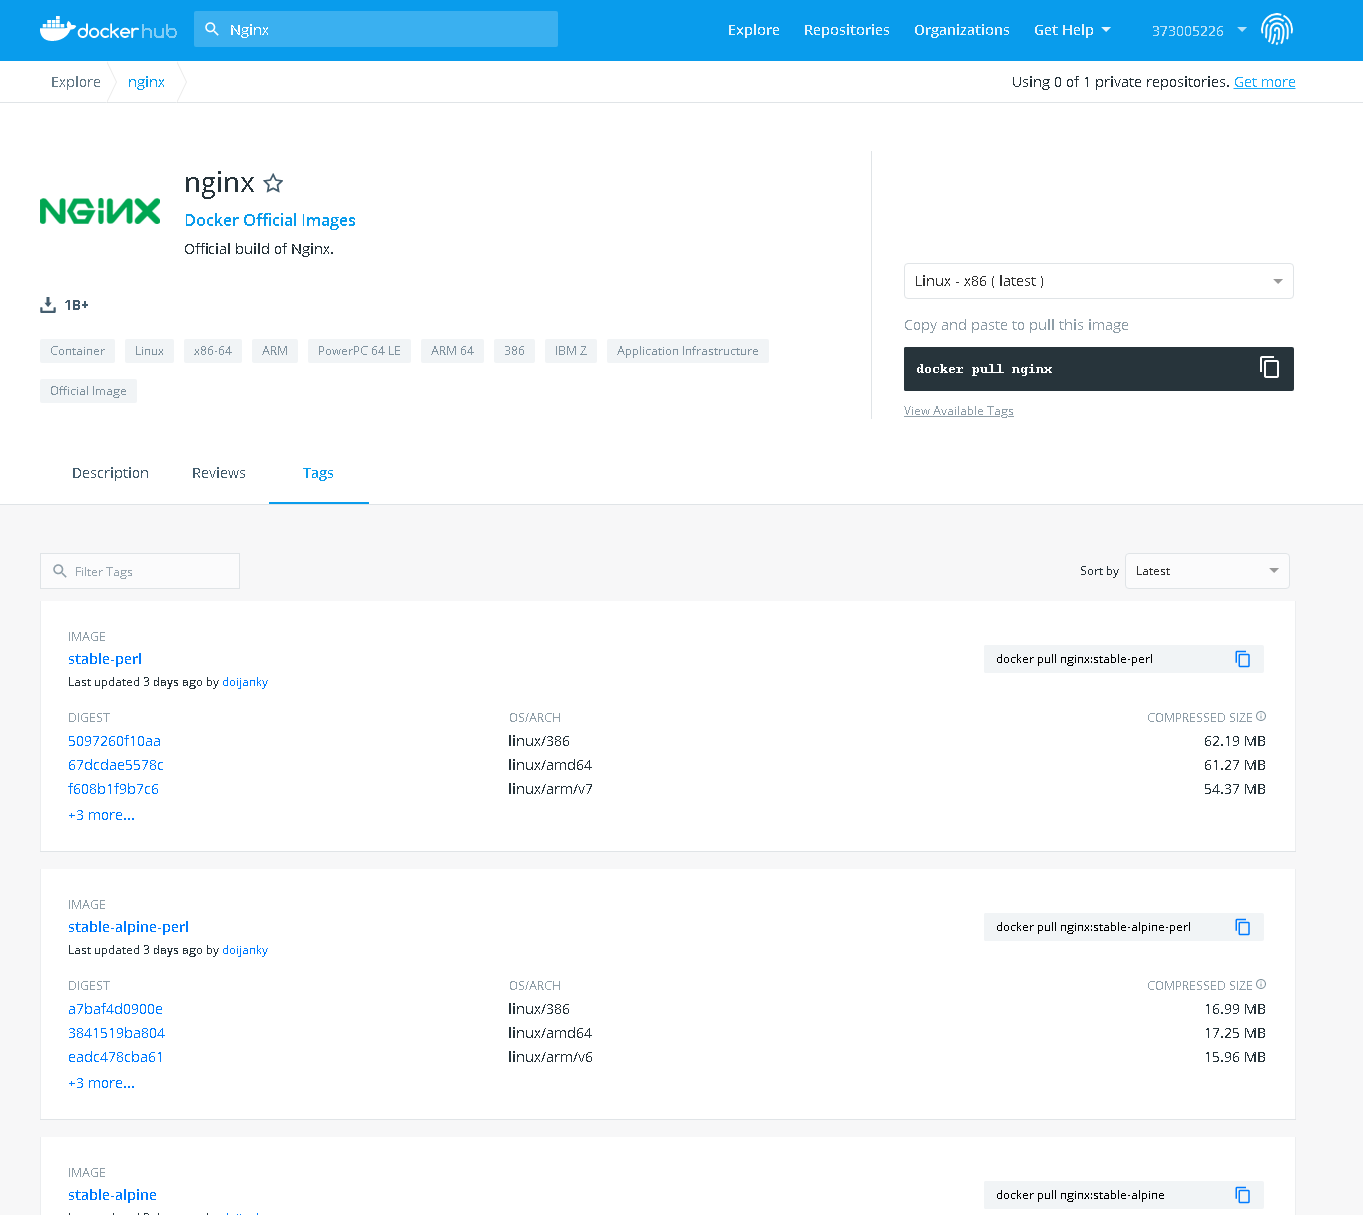 docker hub
Nginx
Explore Repositories Organizations Get Help 373005226
Explore nginx
Using 0 of 1 private repositories. Get more
NGINX
nginx
Docker Official Images
Official build of Nginx.
1B+
Container Linux x86-64 ARM PowerPC 64 LE ARM 64 386 IBM Z Application Infrastructure
Official Image
Linux - x86 ( latest )
Copy and paste to pull this image
docker pull nginx
View Available Tags
Description Reviews Tags
Filter Tags
Sort by Latest
IMAGE
stable-perl
Last updated 3 days ago by doijanky
docker pull nginx:stable-perl
DIGEST OS/ARCH COMPRESSED SIZE
5097260f10aa linux/386 62.19 MB
67dcdae5578c linux/amd64 61.27 MB
f608b1f9b7c6 linux/arm/v7 54.37 MB
+3 more...
IMAGE
stable-alpine-perl
Last updated 3 days ago by doijanky
docker pull nginx:stable-alpine-perl
DIGEST OS/ARCH COMPRESSED SIZE
a7baf4d0900e linux/386 16.99 MB
3841519ba804 linux/amd64 17.25 MB
eadc478cba61 linux/arm/v6 15.96 MB
+3 more...
IMAGE
stable-alpine
docker pull nginx:stable-alpine